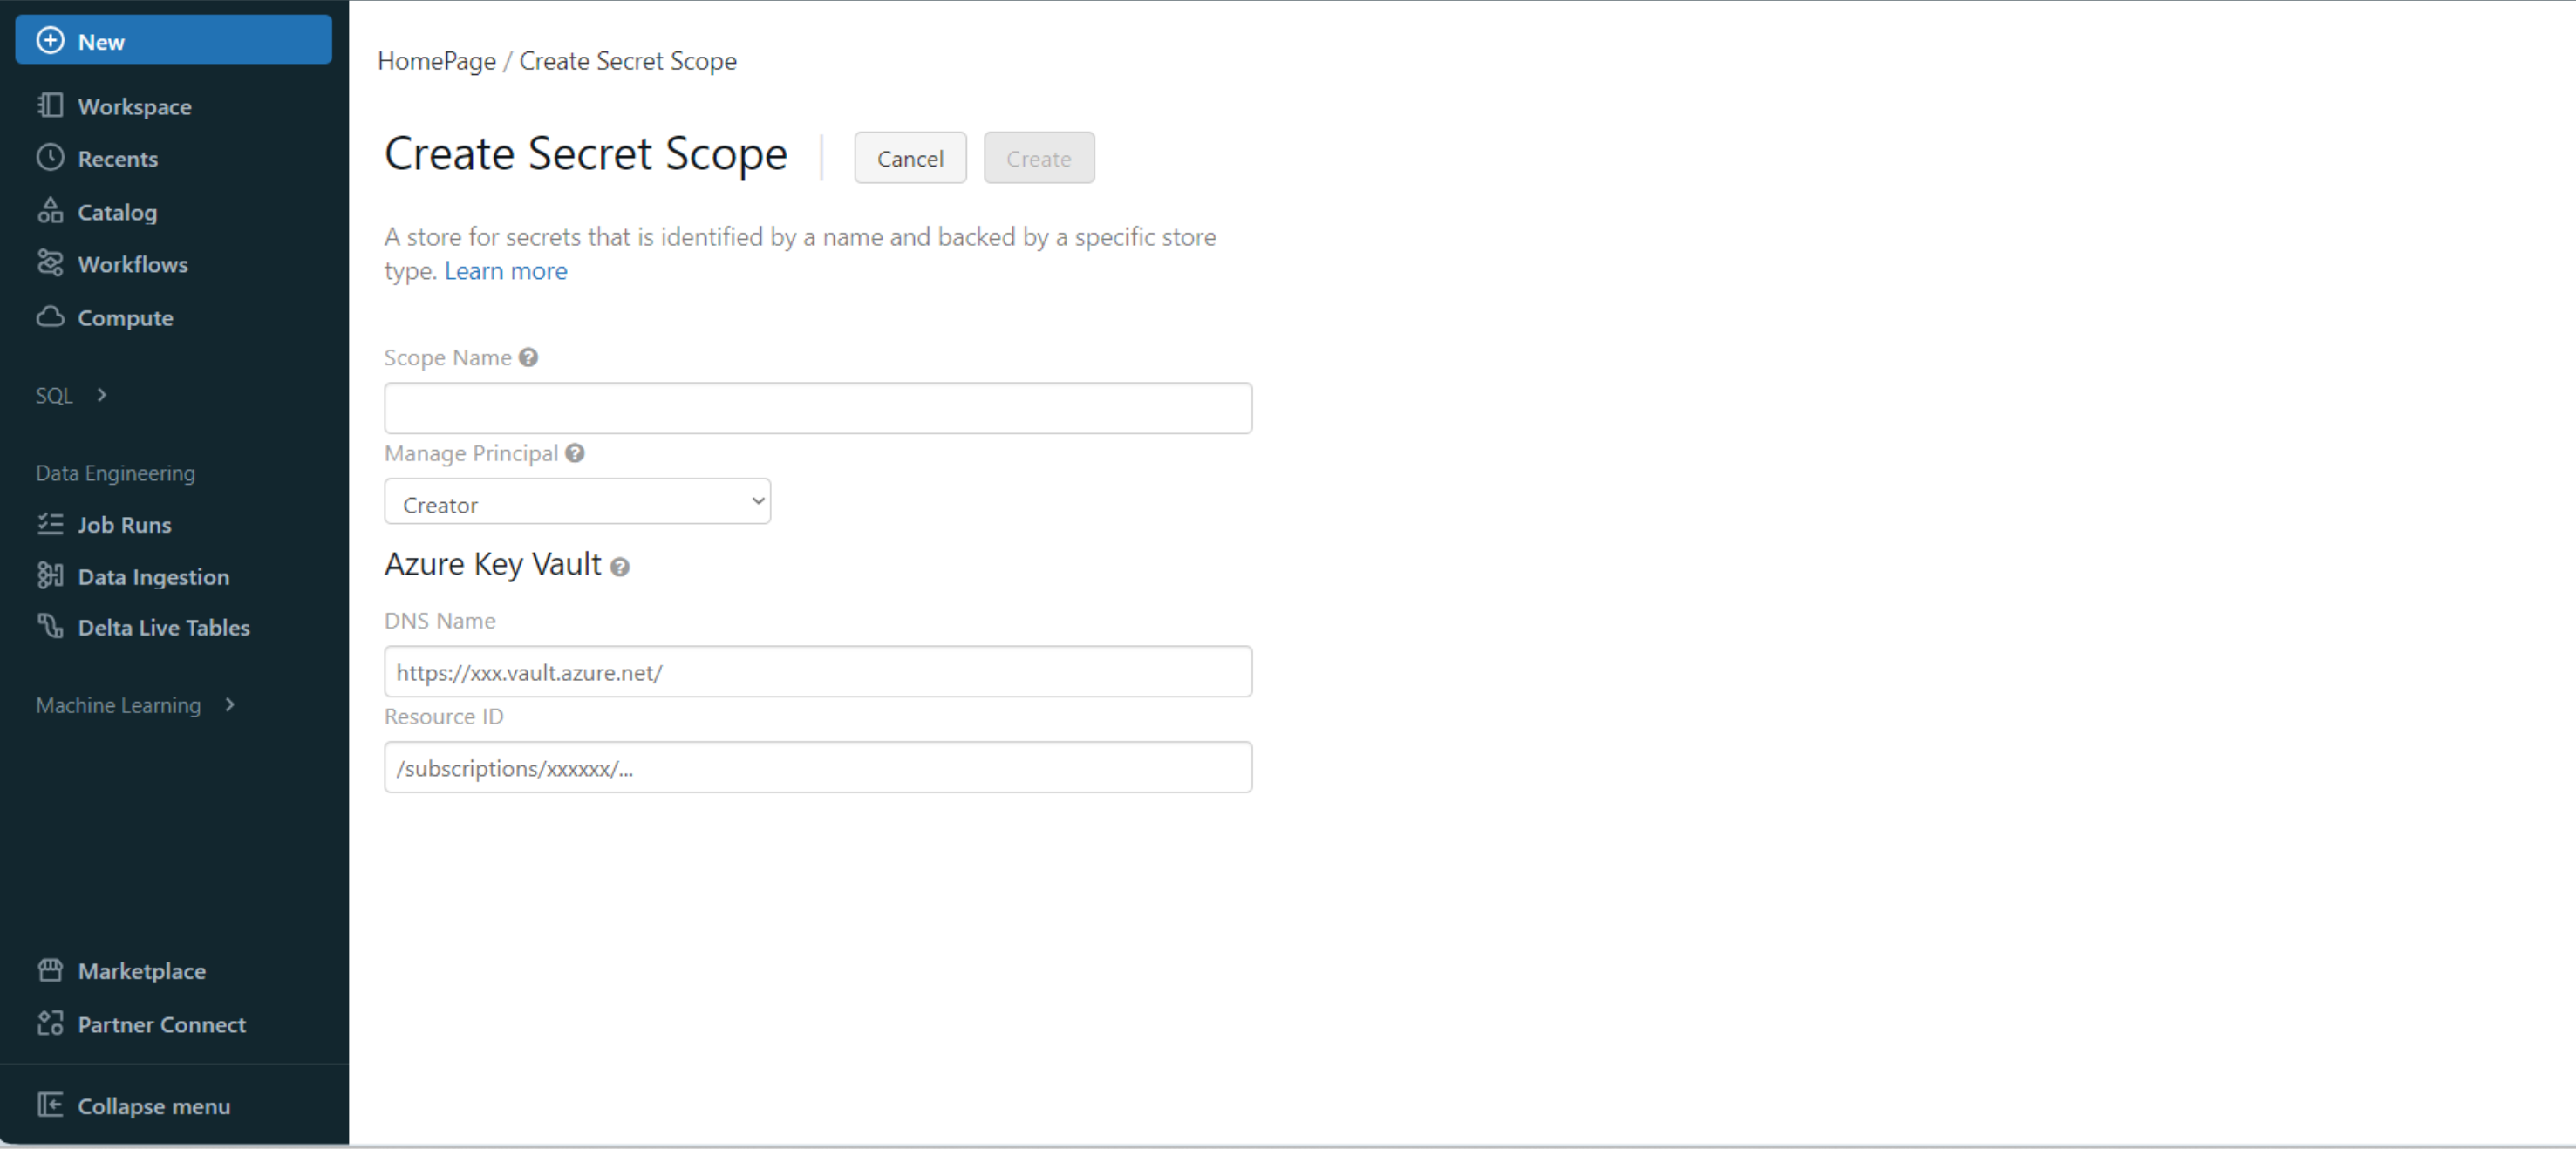 New
Workspace
Recents
Catalog
Workflows
Compute
SQL
Data Engineering
Job Runs
Data Ingestion
Delta Live Tables
Machine Learning
Marketplace
Partner Connect
Collapse menu
HomePage / Create Secret Scope
Create Secret Scope
Cancel
Create
A store for secrets that is identified by a name and backed by a specific store
type. Learn more
Scope Name
Manage Principal
Creator
Azure Key Vault
DNS Name
https://xxx.vault.azure.net/
Resource ID
/subscriptions/xxxxxx/...